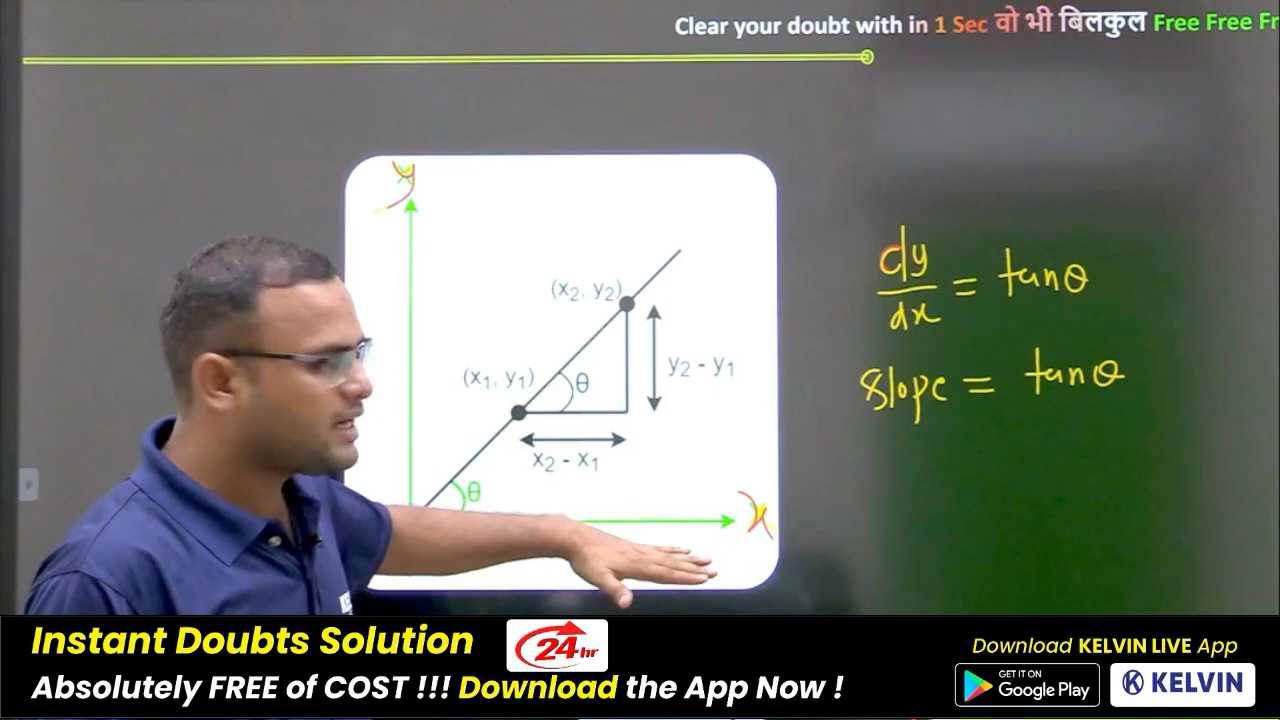 Clear your doubt with in 1 Sec वो भी बिलकुल Free Free Fr
y
(x2, y2)
(x1, y1)
θ
y2 - y1
x2 - x1
θ
x
dy/dx = tanθ
Slope = tanθ
Instant Doubts Solution
24hr
Absolutely FREE of COST !!! Download the App Now !
Download KELVIN LIVE App
GET IT ON
Google Play
KELVIN